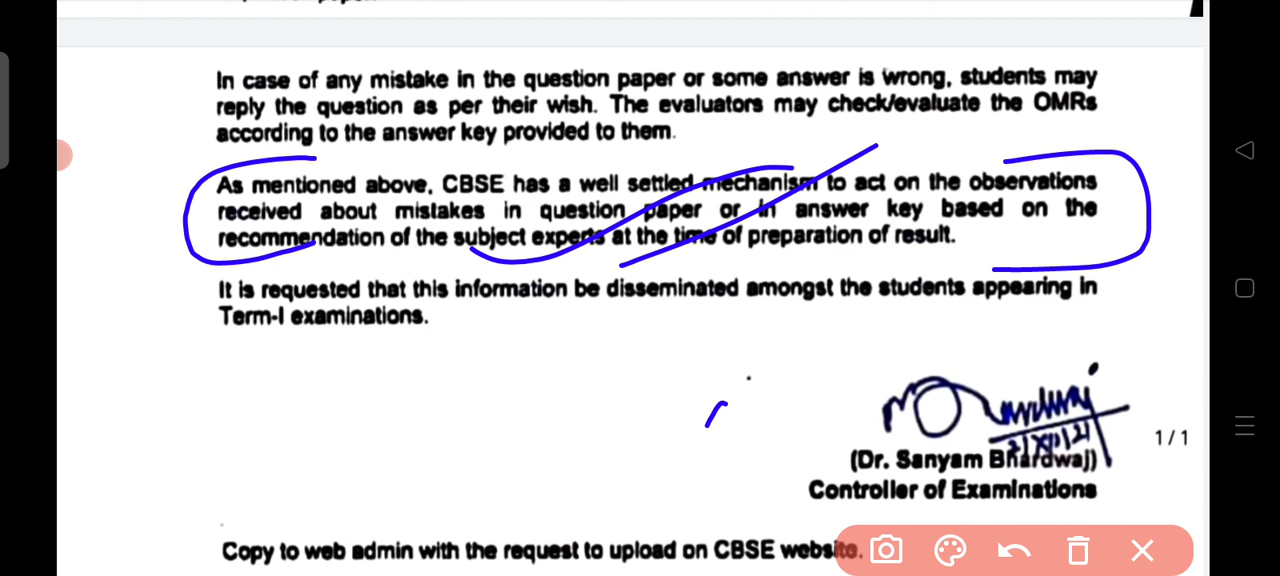 In case of any mistake in the question paper or some answer is wrong, students may
reply the question as per their wish. The evaluators may check/evaluate the OMRs
according to the answer key provided to them.
As mentioned above, CBSE has a well settled mechanism to act on the observations
received about mistakes in question paper or in answer key based on the
recommendation of the subject experts at the time of preparation of result.
It is requested that this information be disseminated amongst the students appearing in
Term-I examinations.
1/1
(Dr. Sanyam Bhardwaj)
Controller of Examinations
Copy to web admin with the request to upload on CBSE website.